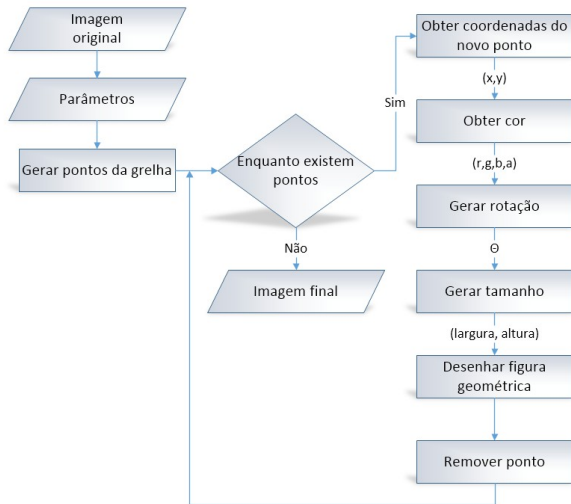 Imagem
original
Parâmetros
Gerar pontos da grelha
Enquanto existem
pontos
Não
Imagem final
Sim
Obter coordenadas do
novo ponto
(x,y)
Obter cor
(r,g,b,a)
Gerar rotação
Θ
Gerar tamanho
(largura, altura)
Desenhar figura
geométrica
Remover ponto